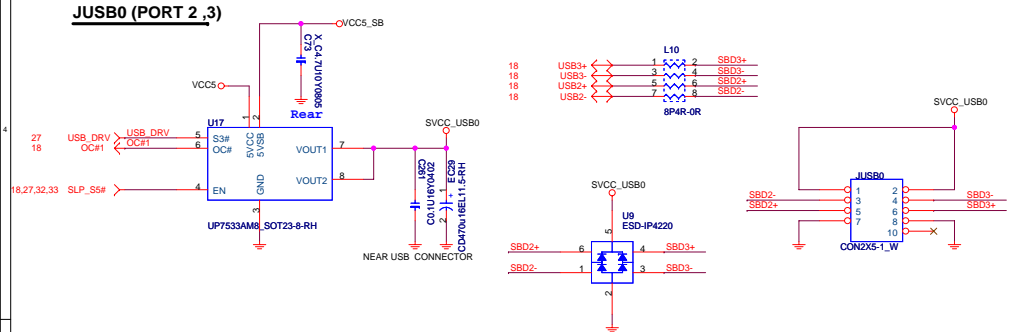 JUSB0 (PORT 2 ,3)
VCC5_SB
X_C4.7U10Y0805
C73
VCC5
Rear
U17
1
2
5VCC
5VSB
27
USB_DRV
USB_DRV
5
S3#
18
OC#1
OC#1
6
OC#
18,27,32,33
SLP_S5#
4
EN
GND
3
VOUT1
7
VOUT2
8
UP7533AM8_SOT23-8-RH
SVCC_USB0
C261
C0.1U16Y0402
1
+
EC29
2
CD470u16EL11.5-RH
NEAR USB CONNECTOR
L10
18
USB3+
1
2
SBD3+
18
USB3-
3
4
SBD3-
18
USB2+
5
6
SBD2+
18
USB2-
7
8
SBD2-
8P4R-0R
SVCC_USB0
U9
ESD-IP4220
5
SBD2+
6
4
SBD3+
SBD2-
1
3
SBD3-
2
SVCC_USB0
JUSB0
1
2
SBD2-
3
4
SBD3-
SBD2+
5
6
SBD3+
7
8
10
CON2X5-1_W
4